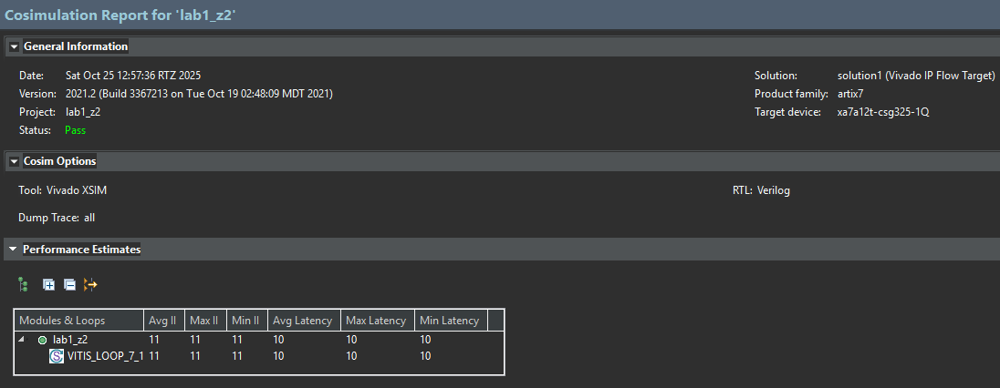 Cosimulation Report for 'lab1_z2'
General Information
Date: Sat Oct 25 12:57:36 RTZ 2025 Solution: solution1 (Vivado IP Flow Target)
Version: 2021.2 (Build 3367213 on Tue Oct 19 02:48:09 MDT 2021) Product family: artix7
Project: lab1_z2 Target device: xa7a12t-csg325-1Q
Status: Pass
Cosim Options
Tool: Vivado XSIM RTL: Verilog
Dump Trace: all
Performance Estimates
Modules & Loops Avg II Max II Min II Avg Latency Max Latency Min Latency
lab1_z2 11 11 11 10 10 10
VITIS_LOOP_7_1 11 11 11 10 10 10